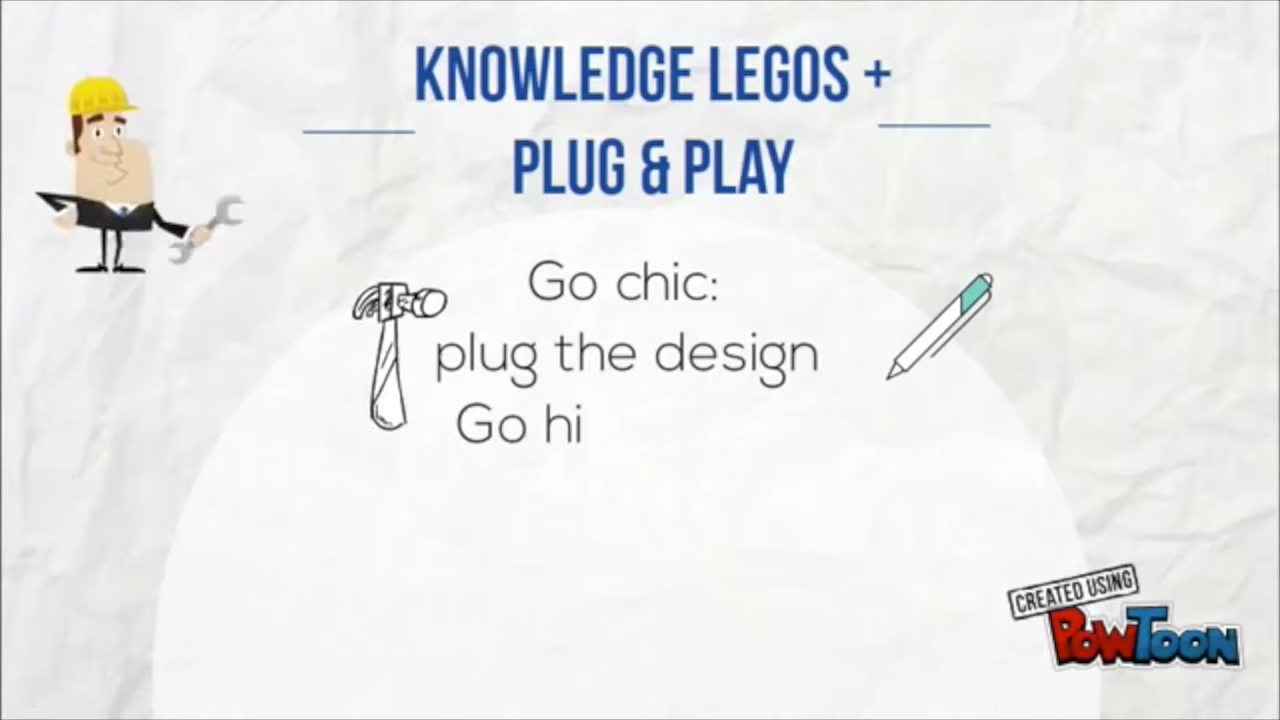 KNOWLEDGE LEGOS +
PLUG & PLAY
Go chic:
plug the design
Go hi
CREATED USING
POWTOON